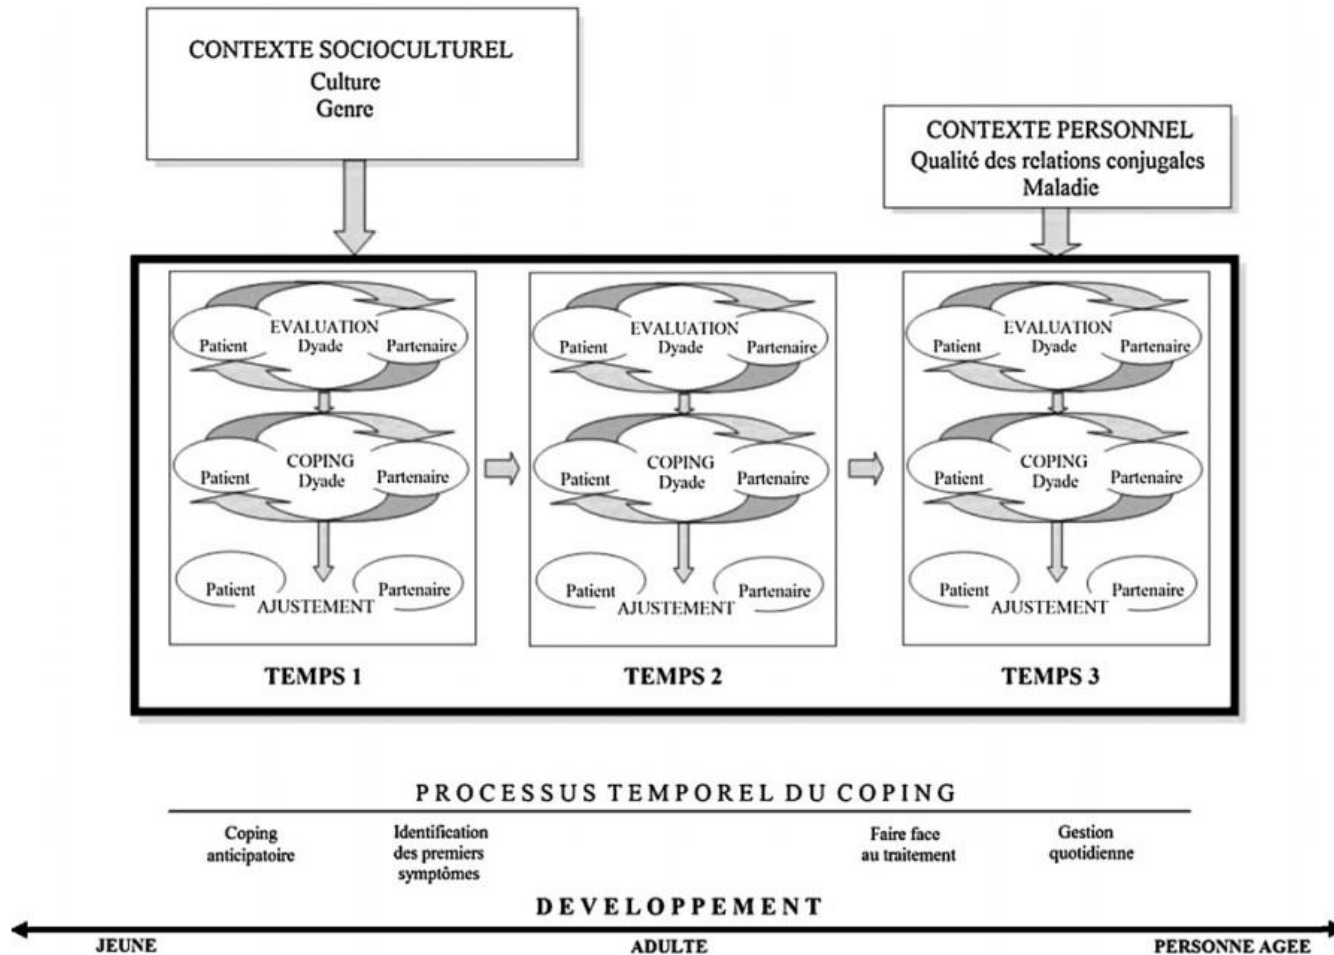 CONTEXTE SOCIOCULTUREL
Culture
Genre
CONTEXTE PERSONNEL
Qualité des relations conjugales
Maladie
EVALUATION
Patient Dyade Partenaire
COPING
Patient Dyade Partenaire
Patient Partenaire
AJUSTEMENT
TEMPS 1
EVALUATION
Patient Dyade Partenaire
COPING
Patient Dyade Partenaire
Patient Partenaire
AJUSTEMENT
TEMPS 2
EVALUATION
Patient Dyade Partenaire
COPING
Patient Dyade Partenaire
Patient Partenaire
AJUSTEMENT
TEMPS 3
PROCESSUS TEMPOREL DU COPING
Coping
anticipatoire
Identification
des premiers
symptômes
Faire face
au traitement
Gestion
quotidienne
DEVELOPPEMENT
JEUNE
ADULTE
PERSONNE AGEE